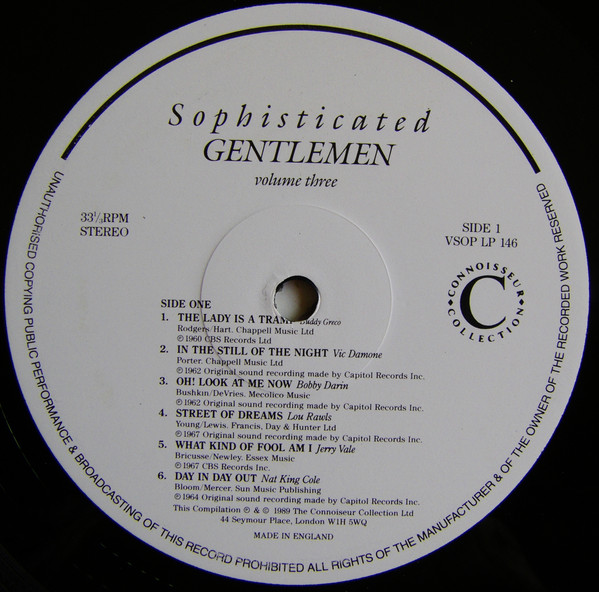 Sophisticated
GENTLEMEN
volume three
33⅓RPM
STEREO
SIDE 1
VSOP LP 146
CONNOISSEUR
C
COLLECTION
SIDE ONE
1. THE LADY IS A TRAMP Buddy Greco
Rodgers/Hart. Chappell Music Ltd
℗1960 CBS Records Ltd
2. IN THE STILL OF THE NIGHT Vic Damone
Porter. Chappell Music Ltd
℗1962 Original sound recording made by Capitol Records Inc.
3. OH! LOOK AT ME NOW Bobby Darin
Bushkin/DeVries. Mecolico Music
℗1962 Original sound recording made by Capitol Records Inc.
4. STREET OF DREAMS Lou Rawls
Young/Lewis. Francis, Day & Hunter Ltd
℗1967 Original sound recording made by Capitol Records Inc.
5. WHAT KIND OF FOOL AM I Jerry Vale
Bricusse/Newley. Essex Music
℗1967 CBS Records Inc.
6. DAY IN DAY OUT Nat King Cole
Bloom/Mercer. Sun Music Publishing
℗1964 Original sound recording made by Capitol Records Inc.
This Compilation ℗ & © 1989 The Connoisseur Collection Ltd
44 Seymour Place, London W1H 5WQ
MADE IN ENGLAND
UNAUTHORISED COPYING PUBLIC PERFORMANCE & BROADCASTING OF THIS RECORD PROHIBITED ALL RIGHTS OF THE MANUFACTURER & OF THE OWNER OF THE RECORDED WORK RESERVED